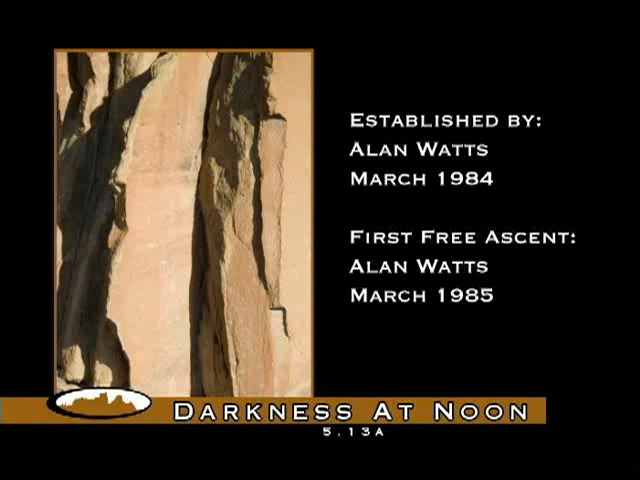 Established by:
Alan Watts
March 1984
First Free Ascent:
Alan Watts
March 1985
Darkness At Noon
5.13a